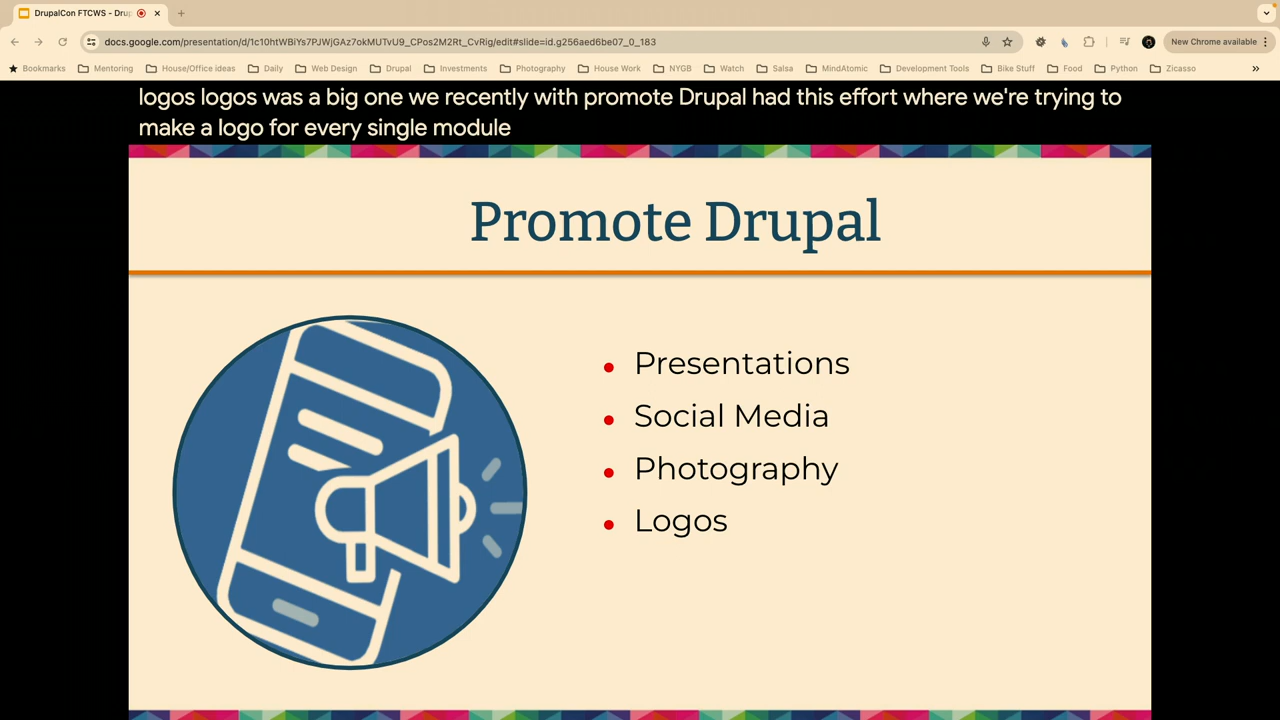 DrupalCon FTCWS - Dru
docs.google.com/presentation/d/1c10htWBiYs7PJWjGAz7okMUTvU9_CPos2M2Rt_CvRig/edit#slide=id.g256aed6be07_0_183
New Chrome available
Bookmarks Mentoring House/Office ideas Daily Web Design Drupal Investments Photography House Work NYGB Watch Salsa MindAtomic Development Tools Bike Stuff Food Python Zicasso
logos logos was a big one we recently with promote Drupal had this effort where we're trying to
make a logo for every single module
Promote Drupal
Presentations
Social Media
Photography
Logos